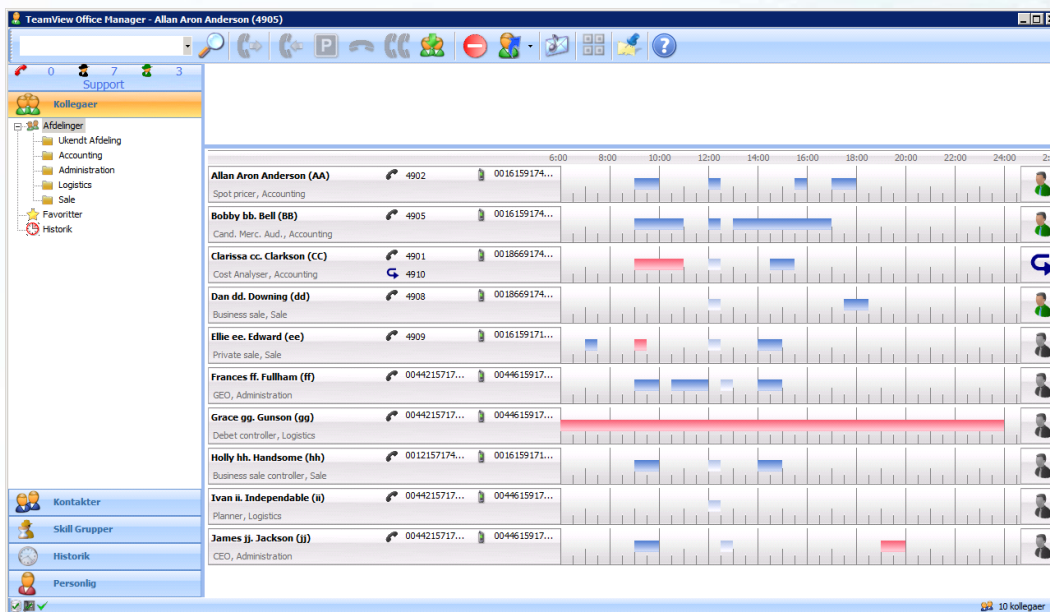 TeamView Office Manager - Allan Aron Anderson (4905)
P
0 7 3
Support
Kollegaer
Afdelinger
Ukendt Afdeling
Accounting
Administration
Logistics
Sale
Favoritter
Historik
6:00 8:00 10:00 12:00 14:00 16:00 18:00 20:00 22:00 24:00
Allan Aron Anderson (AA) 4902 0016159174...
Spot pricer, Accounting
Bobby bb. Bell (BB) 4905 0016159174...
Cand. Merc. Aud., Accounting
Clarissa cc. Clarkson (CC) 4901 0018669174...
Cost Analyser, Accounting 4910
Dan dd. Downing (dd) 4908 0018669174...
Business sale, Sale
Ellie ee. Edward (ee) 4909 0016159171...
Private sale, Sale
Frances ff. Fullham (ff) 0044215717... 0044615917...
GEO, Administration
Grace gg. Gunson (gg) 0044215717... 0044615917...
Debet controller, Logistics
Holly hh. Handsome (hh) 0012157174... 0016159171...
Business sale controller, Sale
Ivan ii. Independable (ii) 0044215717... 0044615917...
Planner, Logistics
James jj. Jackson (jj) 0044215717... 0044615917...
CEO, Administration
Kontakter
Skill Grupper
Historik
Personlig
10 kollegaer